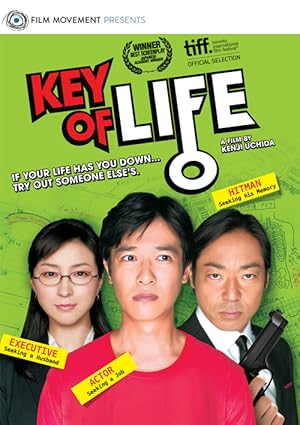 FILM MOVEMENT PRESENTS
WINNER
BEST SCREENPLAY
ACADEMY AWARDS
tiff.
toronto
international
film festival
OFFICIAL SELECTION
KEY
OF LIFE
A FILM BY
KENJI UCHIDA
IF YOUR LIFE HAS YOU DOWN...
TRY OUT SOMEONE ELSE'S.
HITMAN
Seeking his Memory
EXECUTIVE
Seeking a Husband
ACTOR
Seeking a Job